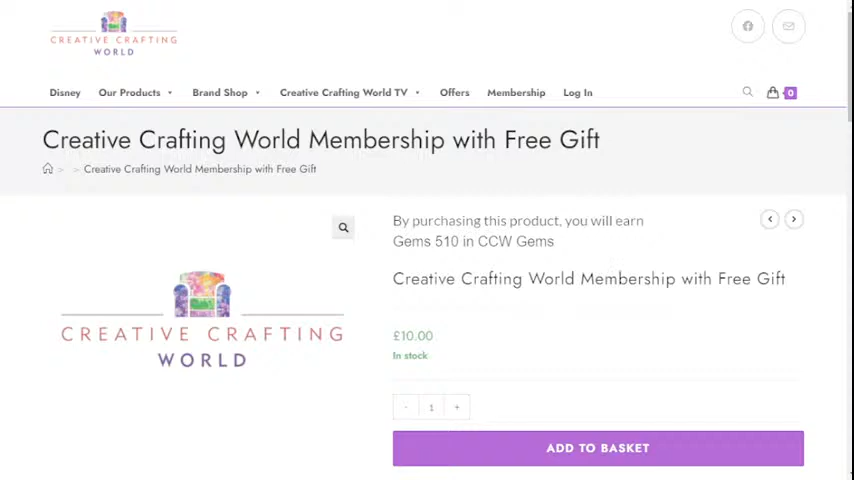 CREATIVE CRAFTING
WORLD
Disney Our Products Brand Shop Creative Crafting World TV Offers Membership Log In 0
Creative Crafting World Membership with Free Gift
> > Creative Crafting World Membership with Free Gift
By purchasing this product, you will earn
Gems 510 in CCW Gems
Creative Crafting World Membership with Free Gift
CREATIVE CRAFTING
WORLD
£10.00
In stock
- 1 +
ADD TO BASKET